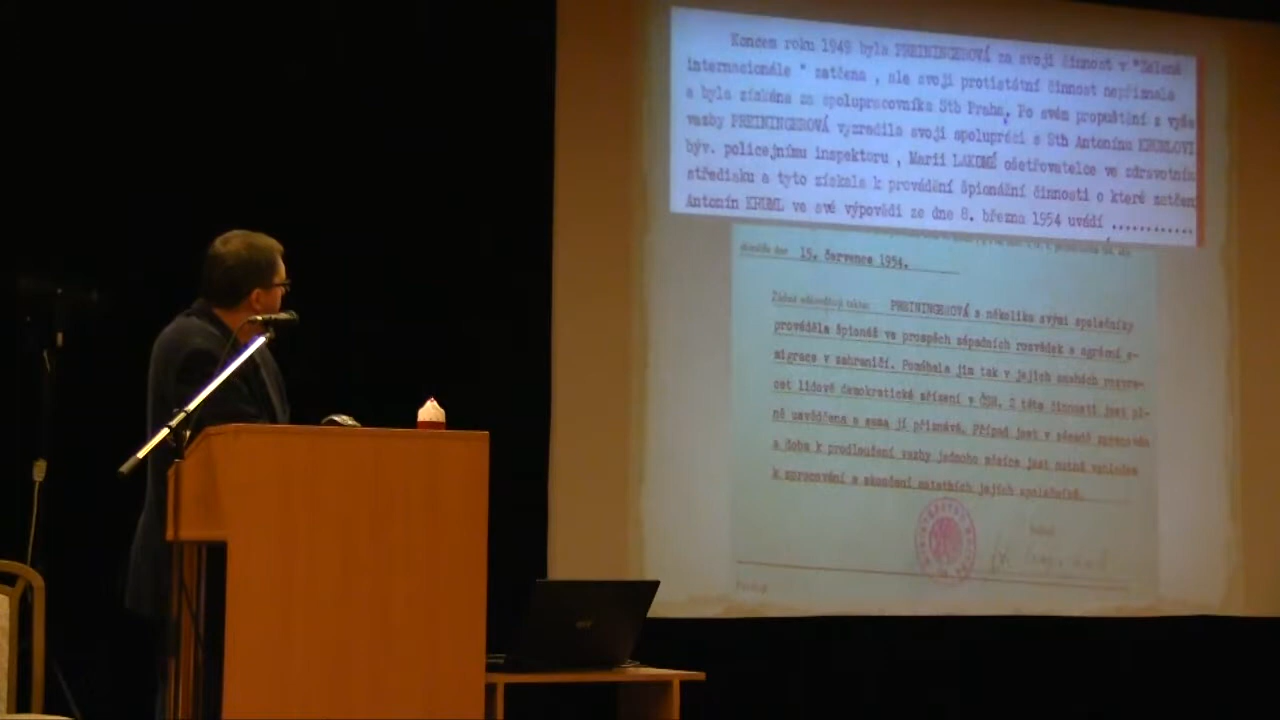 Koncem roku 1949 byla PREININGEROVÁ za svoji činnost v "Zelené
internacionále " zatčena , ale svoji protistátní činnost nepřiznala
a byla získána za spolupracovníka Stb Praha. Po svém propuštění z výše
vazby PREININGEROVÁ vyzradila svoji spolupráci s Stb Antonínu KRUMLOVI
býv. policejnímu inspektoru , Marii LAKOMÉ ošetřovatelce ve zdravotním
středisku a tyto získala k provádění špionážní činnosti o které zatčený
Antonín KRUML ve své výpovědi ze dne 8. března 1954 uvádí ............
dne 15. července 1954.
PREININGEROVÁ s několika svými společníky
prováděla špionáž ve prospěch západních rozvědek a agrární e-
migrace v zahraničí. Pomáhala jim tak v jejich snahách rozvra-
cet lidově demokratické zřízení v ČSR. Z této činnosti jest pl-
ně usvědčena a sama ji přiznává. Případ jest v zásadě
a doba k prodloužení vazby jednoho měsíce jest nutná vzhledem
k zpracování a skončení ostatních jejích společníků.
acer